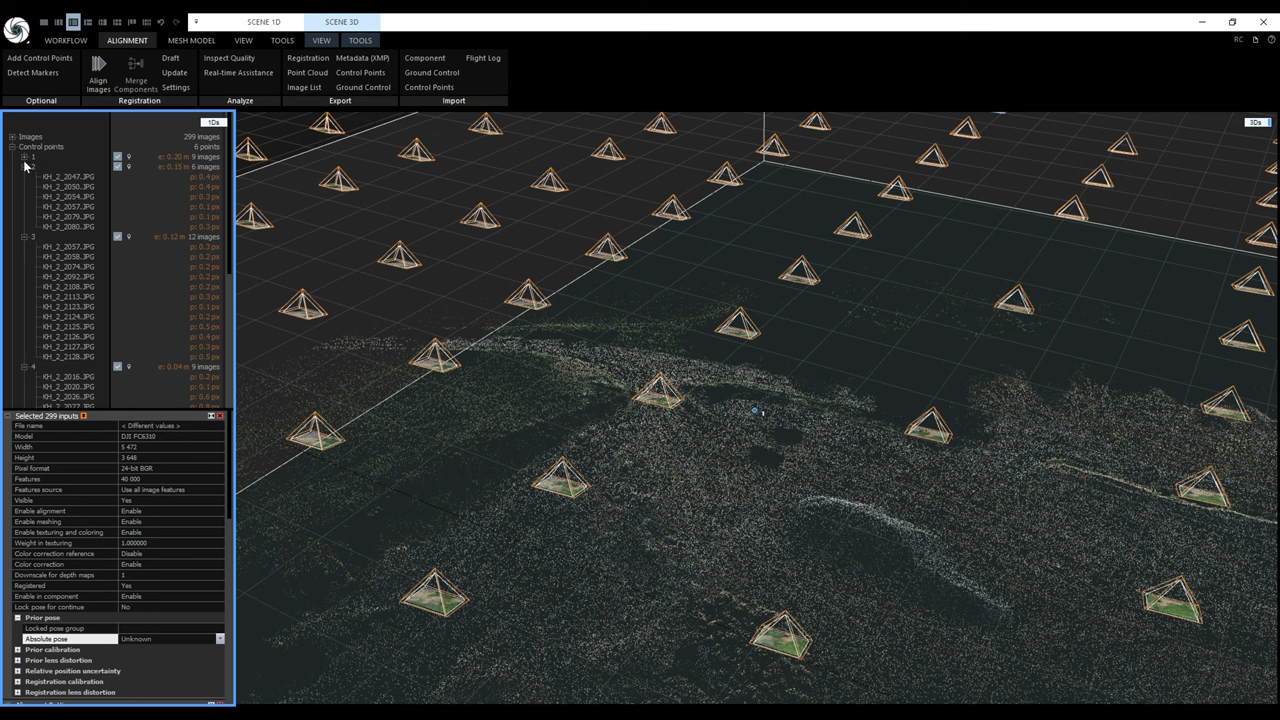 SCENE 1D SCENE 3D
RC
WORKFLOW ALIGNMENT MESH MODEL VIEW TOOLS VIEW TOOLS
Add Control Points
Detect Markers
Optional
Align Images
Merge Components
Draft
Update
Settings
Registration
Inspect Quality
Real-time Assistance
Analyze
Registration Metadata (XMP)
Point Cloud Control Points
Image List Ground Control
Export
Component Flight Log
Ground Control
Control Points
Import
1Ds
3Ds
Images 299 images
Control points 6 points
1 e: 0.20 m 9 images
2 e: 0.15 m 6 images
KH_2_2047.JPG p: 0.4 px
KH_2_2050.JPG p: 0.4 px
KH_2_2054.JPG p: 0.3 px
KH_2_2057.JPG p: 0.1 px
KH_2_2079.JPG p: 0.1 px
KH_2_2080.JPG p: 0.3 px
3 e: 0.12 m 12 images
KH_2_2057.JPG p: 0.3 px
KH_2_2058.JPG p: 0.2 px
KH_2_2074.JPG p: 0.2 px
KH_2_2092.JPG p: 0.2 px
KH_2_2108.JPG p: 0.2 px
KH_2_2113.JPG p: 0.3 px
KH_2_2123.JPG p: 0.1 px
KH_2_2124.JPG p: 0.2 px
KH_2_2125.JPG p: 0.5 px
KH_2_2126.JPG p: 0.4 px
KH_2_2127.JPG p: 0.3 px
KH_2_2128.JPG p: 0.5 px
4 e: 0.04 m 9 images
KH_2_2016.JPG p: 0.2 px
KH_2_2020.JPG p: 0.1 px
KH_2_2026.JPG p: 0.6 px
1
Selected 299 inputs
File name < Different values >
Model DJI FC6310
Width 5 472
Height 3 648
Pixel format 24-bit BGR
Features 40 000
Features source Use all image features
Visible Yes
Enable alignment Enable
Enable meshing Enable
Enable texturing and coloring Enable
Weight in texturing 1.000000
Color correction reference Disable
Color correction Enable
Downscale for depth maps 1
Registered Yes
Enable in component Enable
Lock pose for continue No
Prior pose
Locked pose group
Absolute pose Unknown
Prior calibration
Prior lens distortion
Relative position uncertainty
Registration calibration
Registration lens distortion